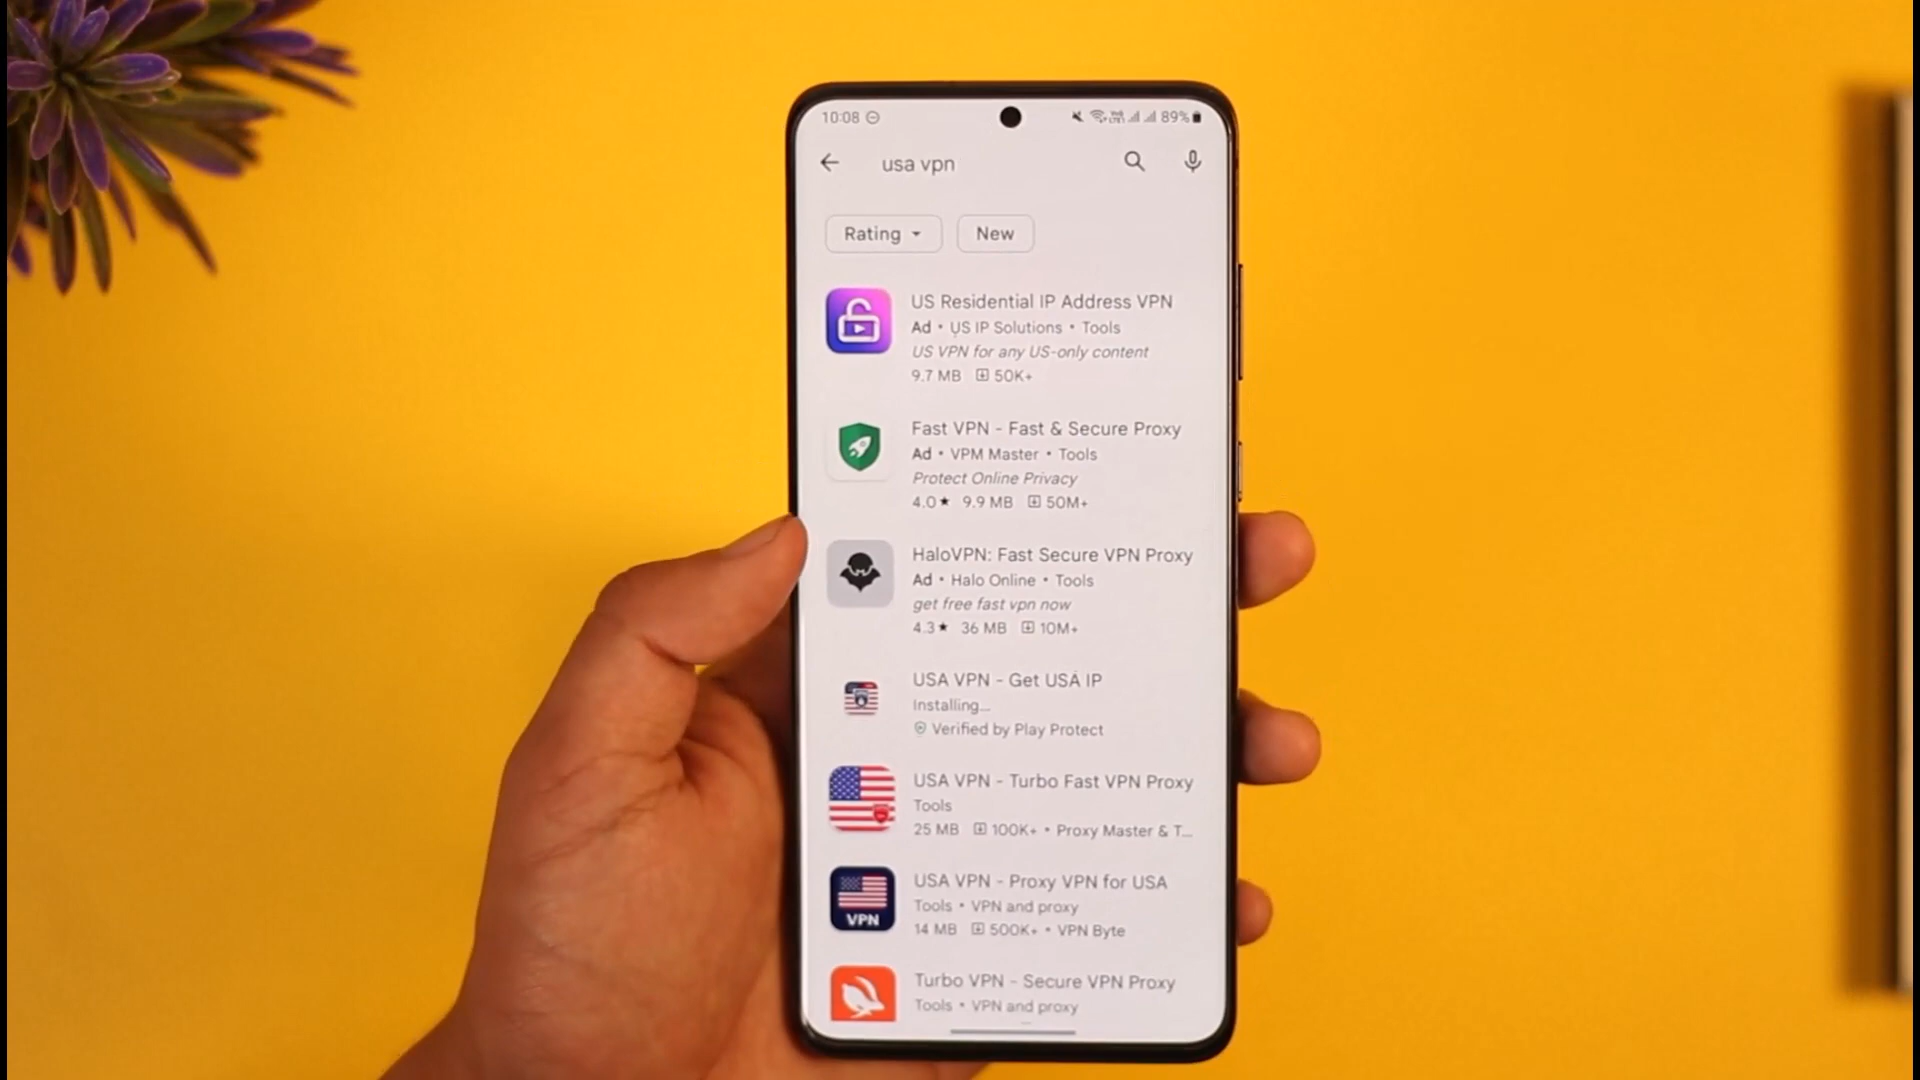 10:08 89%
usa vpn
Rating New
US Residential IP Address VPN
Ad • US IP Solutions • Tools
US VPN for any US-only content
9.7 MB 50K+
Fast VPN - Fast & Secure Proxy
Ad • VPM Master • Tools
Protect Online Privacy
4.0★ 9.9 MB 50M+
HaloVPN: Fast Secure VPN Proxy
Ad • Halo Online • Tools
get free fast vpn now
4.3★ 36 MB 10M+
USA VPN - Get USA IP
Installing...
Verified by Play Protect
USA VPN - Turbo Fast VPN Proxy
Tools
25 MB 100K+ • Proxy Master & T...
USA VPN - Proxy VPN for USA
Tools • VPN and proxy
VPN
14 MB 500K+ • VPN Byte
Turbo VPN - Secure VPN Proxy
Tools • VPN and proxy